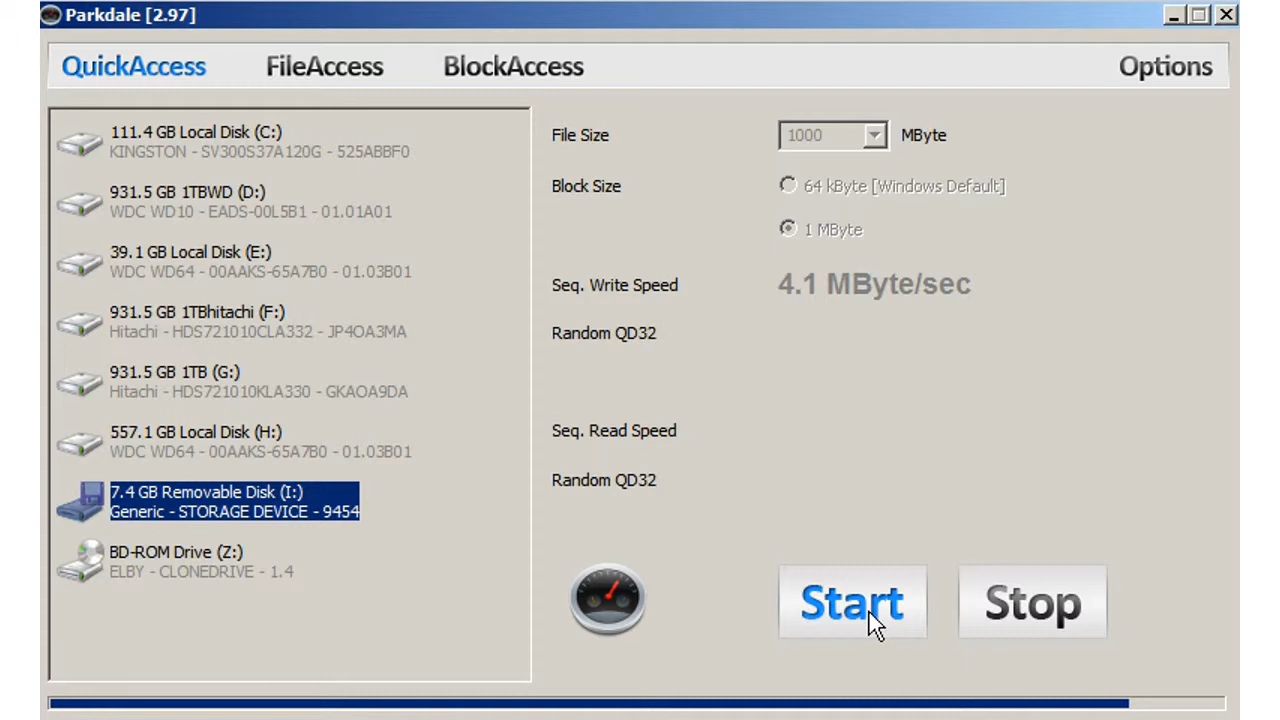 Parkdale [2.97]
QuickAccess FileAccess BlockAccess Options
111.4 GB Local Disk (C:)
KINGSTON - SV300S37A120G - 525ABBF0
931.5 GB 1TBWD (D:)
WDC WD10 - EADS-00L5B1 - 01.01A01
39.1 GB Local Disk (E:)
WDC WD64 - 00AAKS-65A7B0 - 01.03B01
931.5 GB 1TBhitachi (F:)
Hitachi - HDS721010CLA332 - JP4OA3MA
931.5 GB 1TB (G:)
Hitachi - HDS721010KLA330 - GKAOA9DA
557.1 GB Local Disk (H:)
WDC WD64 - 00AAKS-65A7B0 - 01.03B01
7.4 GB Removable Disk (I:)
Generic - STORAGE DEVICE - 9454
BD-ROM Drive (Z:)
ELBY - CLONEDRIVE - 1.4
File Size 1000 MByte
Block Size 64 kByte [Windows Default]
1 MByte
Seq. Write Speed 4.1 MByte/sec
Random QD32
Seq. Read Speed
Random QD32
Start Stop